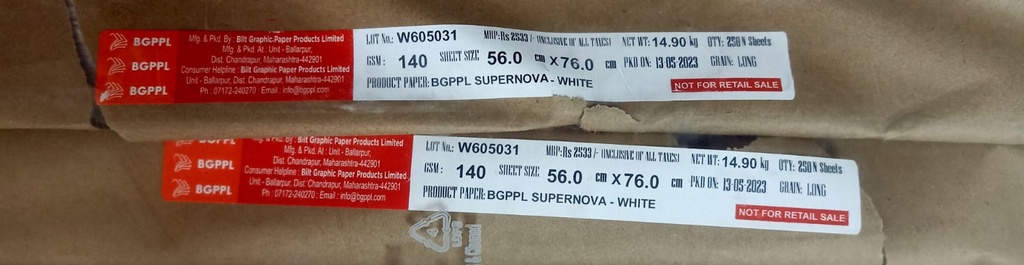 BGPPL
BGPPL
BGPPL
Mfg. & Pkd. By : Bilt Graphic Paper Products Limited
Mfg. & Pkd. At : Unit - Ballarpur,
Dist. Chandrapur, Maharashtra-442901
Consumer Helpline : Bilt Graphic Paper Products Limited
Unit - Ballarpur, Dist. Chandrapur, Maharashtra-442901
Ph : 07172-240270 : Email : info@bgppl.com
LOT No.: W605031 MRP:Rs 2533/- (INCLUSIVE OF ALL TAXES) NET WT: 14.90 kg QTY: 250 N Sheets
GSM: 140 SHEET SIZE 56.0 cm X 76.0 cm PKD ON: 13-05-2023 GRAIN: LONG
PRODUCT PAPER: BGPPL SUPERNOVA - WHITE
NOT FOR RETAIL SALE
BGPPL
BGPPL
Mfg. & Pkd. By : Bilt Graphic Paper Products Limited
Mfg. & Pkd. At : Unit - Ballarpur,
Dist. Chandrapur, Maharashtra-442901
Consumer Helpline : Bilt Graphic Paper Products Limited
Unit - Ballarpur, Dist. Chandrapur, Maharashtra-442901
Ph : 07172-240270 : Email : info@bgppl.com
LOT No.: W605031 MRP:Rs 2533/- (INCLUSIVE OF ALL TAXES) NET WT: 14.90 kg QTY: 250 N Sheets
GSM: 140 SHEET SIZE 56.0 cm X 76.0 cm PKD ON: 13-05-2023 GRAIN: LONG
PRODUCT PAPER: BGPPL SUPERNOVA - WHITE
NOT FOR RETAIL SALE